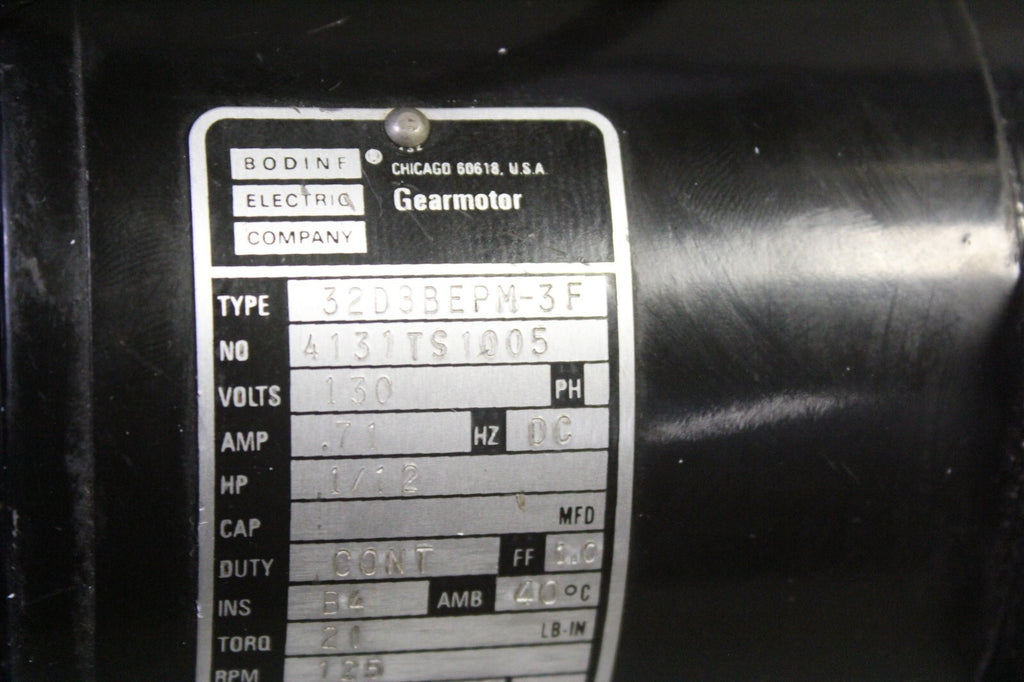 BODINE ® CHICAGO 60618, U.S.A.
ELECTRIC Gearmotor
COMPANY
TYPE 32D3BEPM-3F
NO 4131TS1005
VOLTS 130 PH
AMP .71 HZ DC
HP 1/12
CAP MFD
DUTY CONT FF 1.0
INS B4 AMB 40°C
TORQ 21 LB-IN
RPM 125